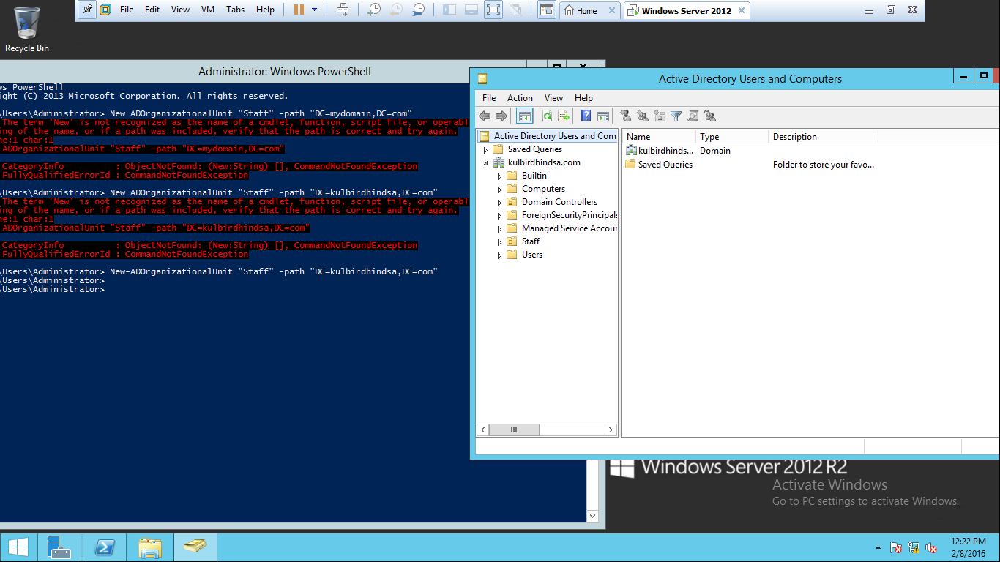 File Edit View VM Tabs Help
Home
Windows Server 2012
Recycle Bin
Administrator: Windows PowerShell
ws PowerShell
ight (C) 2013 Microsoft Corporation. All rights reserved.
\Users\Administrator> New ADOrganizationalUnit "Staff" -path "DC=mydomain,DC=com"
The term 'New' is not recognized as the name of a cmdlet, function, script file, or operabl
ing of the name, or if a path was included, verify that the path is correct and try again.
ne:1 char:1
ADOrganizationalUnit "Staff" -path "DC=mydomain,DC=com"
CategoryInfo : ObjectNotFound: (New:String) [], CommandNotFoundException
FullyQualifiedErrorId : CommandNotFoundException
\Users\Administrator> New ADOrganizationalUnit "Staff" -path "DC=kulbirdhindsa,DC=com"
The term 'New' is not recognized as the name of a cmdlet, function, script file, or operabl
ing of the name, or if a path was included, verify that the path is correct and try again.
ne:1 char:1
ADOrganizationalUnit "Staff" -path "DC=kulbirdhindsa,DC=com"
CategoryInfo : ObjectNotFound: (New:String) [], CommandNotFoundException
FullyQualifiedErrorId : CommandNotFoundException
\Users\Administrator> New-ADOrganizationalUnit "Staff" -path "DC=kulbirdhindsa,DC=com"
\Users\Administrator>
\Users\Administrator>
Active Directory Users and Computers
File Action View Help
Active Directory Users and Com
Saved Queries
kulbirdhindsa.com
Builtin
Computers
Domain Controllers
ForeignSecurityPrincipals
Managed Service Accour
Staff
Users
Name Type Description
kulbirdhinds... Domain
Saved Queries Folder to store your favo...
Windows Server 2012 R2
Activate Windows
Go to PC settings to activate Windows.
12:22 PM
2/8/2016